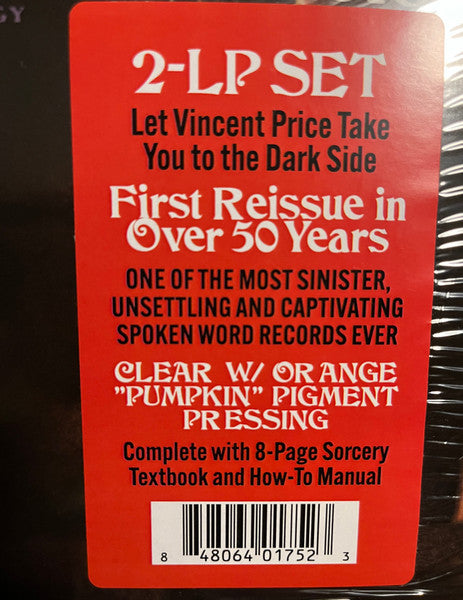 GY
2-LP SET
Let Vincent Price Take
You to the Dark Side
First Reissue in
Over 50 Years
ONE OF THE MOST SINISTER,
UNSETTLING AND CAPTIVATING
SPOKEN WORD RECORDS EVER
CLEAR W/ ORANGE
"PUMPKIN" PIGMENT
PRESSING
Complete with 8-Page Sorcery
Textbook and How-To Manual
8 48064 01752 3